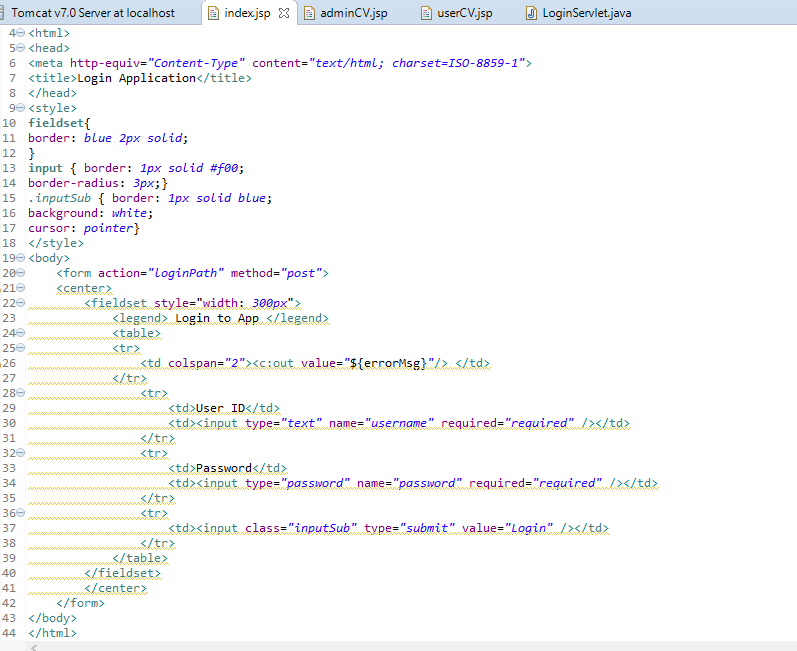 Tomcat v7.0 Server at localhost index.jsp adminCV.jsp userCV.jsp LoginServlet.java
4 <html>
5 <head>
6 <meta http-equiv="Content-Type" content="text/html; charset=ISO-8859-1">
7 <title>Login Application</title>
8 </head>
9 <style>
10 fieldset{
11 border: blue 2px solid;
12 }
13 input { border: 1px solid #f00;
14 border-radius: 3px;}
15 .inputSub { border: 1px solid blue;
16 background: white;
17 cursor: pointer}
18 </style>
19 <body>
20 <form action="loginPath" method="post">
21 <center>
22 <fieldset style="width: 300px">
23 <legend> Login to App </legend>
24 <table>
25 <tr>
26 <td colspan="2"><c:out value="${errorMsg}"/> </td>
27 </tr>
28 <tr>
29 <td>User ID</td>
30 <td><input type="text" name="username" required="required" /></td>
31 </tr>
32 <tr>
33 <td>Password</td>
34 <td><input type="password" name="password" required="required" /></td>
35 </tr>
36 <tr>
37 <td><input class="inputSub" type="submit" value="Login" /></td>
38 </tr>
39 </table>
40 </fieldset>
41 </center>
42 </form>
43 </body>
44 </html>